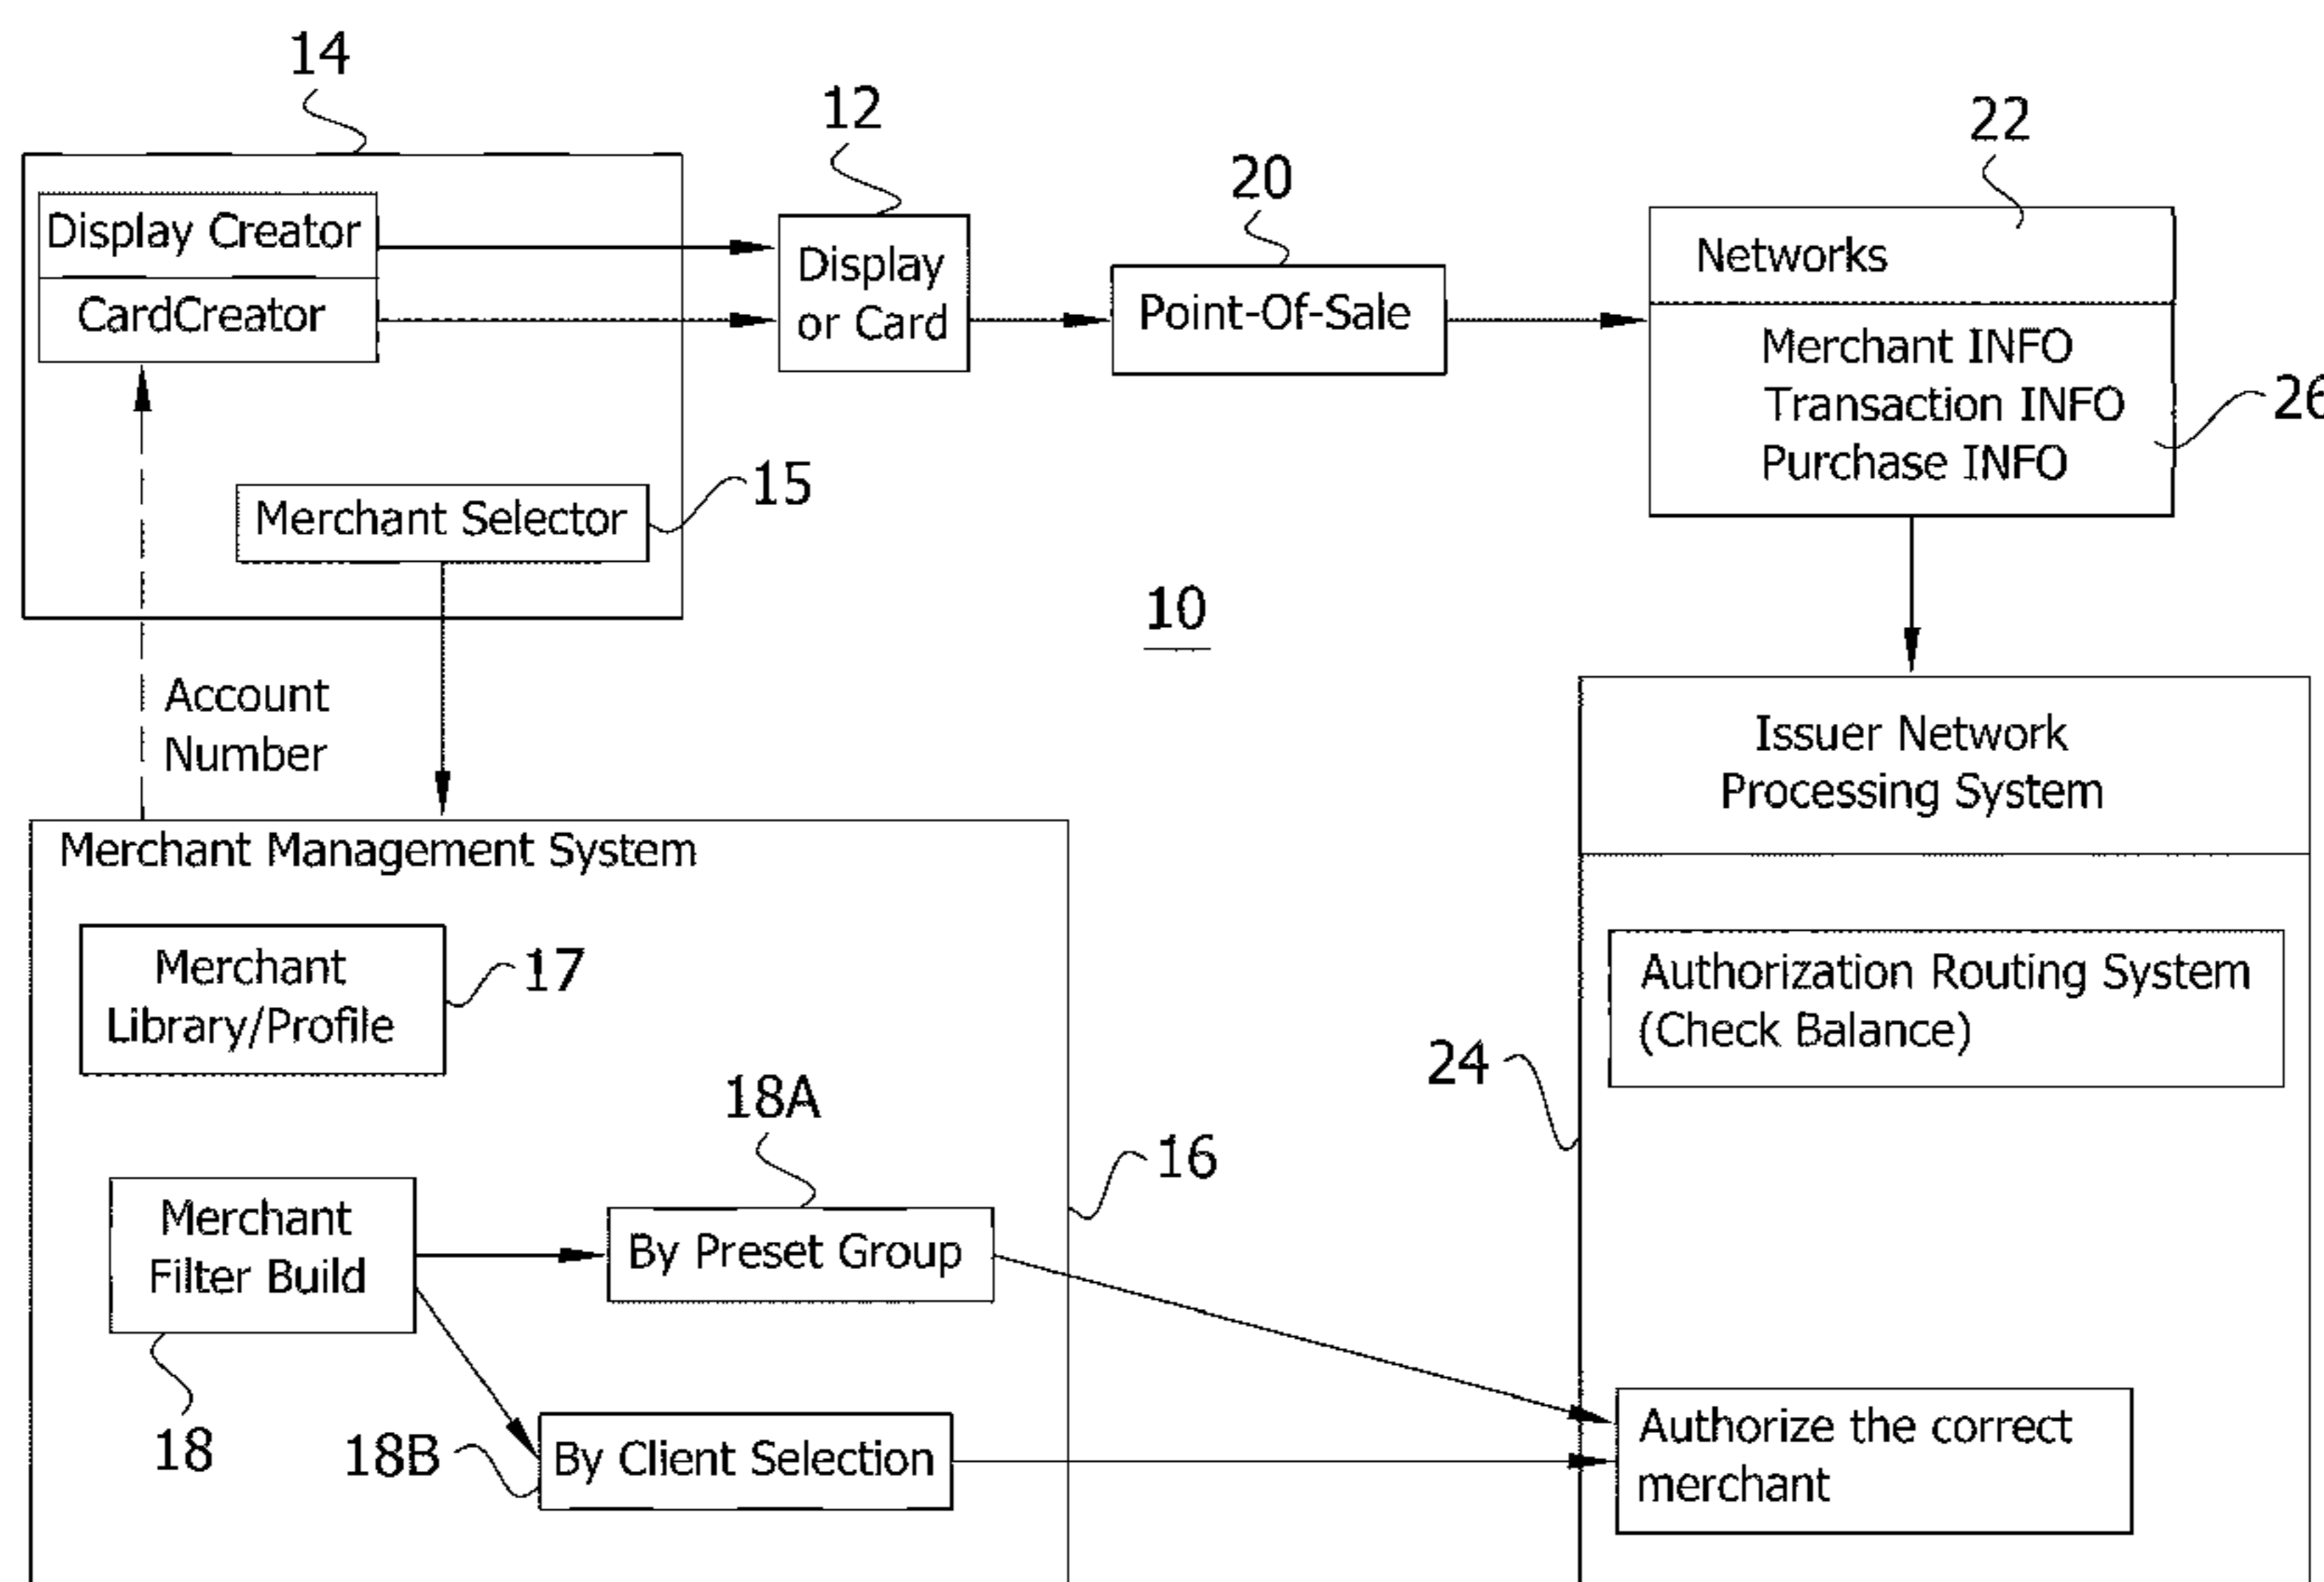 14
12
22
20
Display Creator
CardCreator
Display
or Card
Point-Of-Sale
Networks
Merchant INFO
Transaction INFO
Purchase INFO
26
Merchant Selector
15
10
Account
Number
Issuer Network
Processing System
Merchant Management System
Merchant
Library/Profile
17
Authorization Routing System
(Check Balance)
24
18A
16
Merchant
Filter Build
By Preset Group
18
18B
By Client Selection
Authorize the correct
merchant